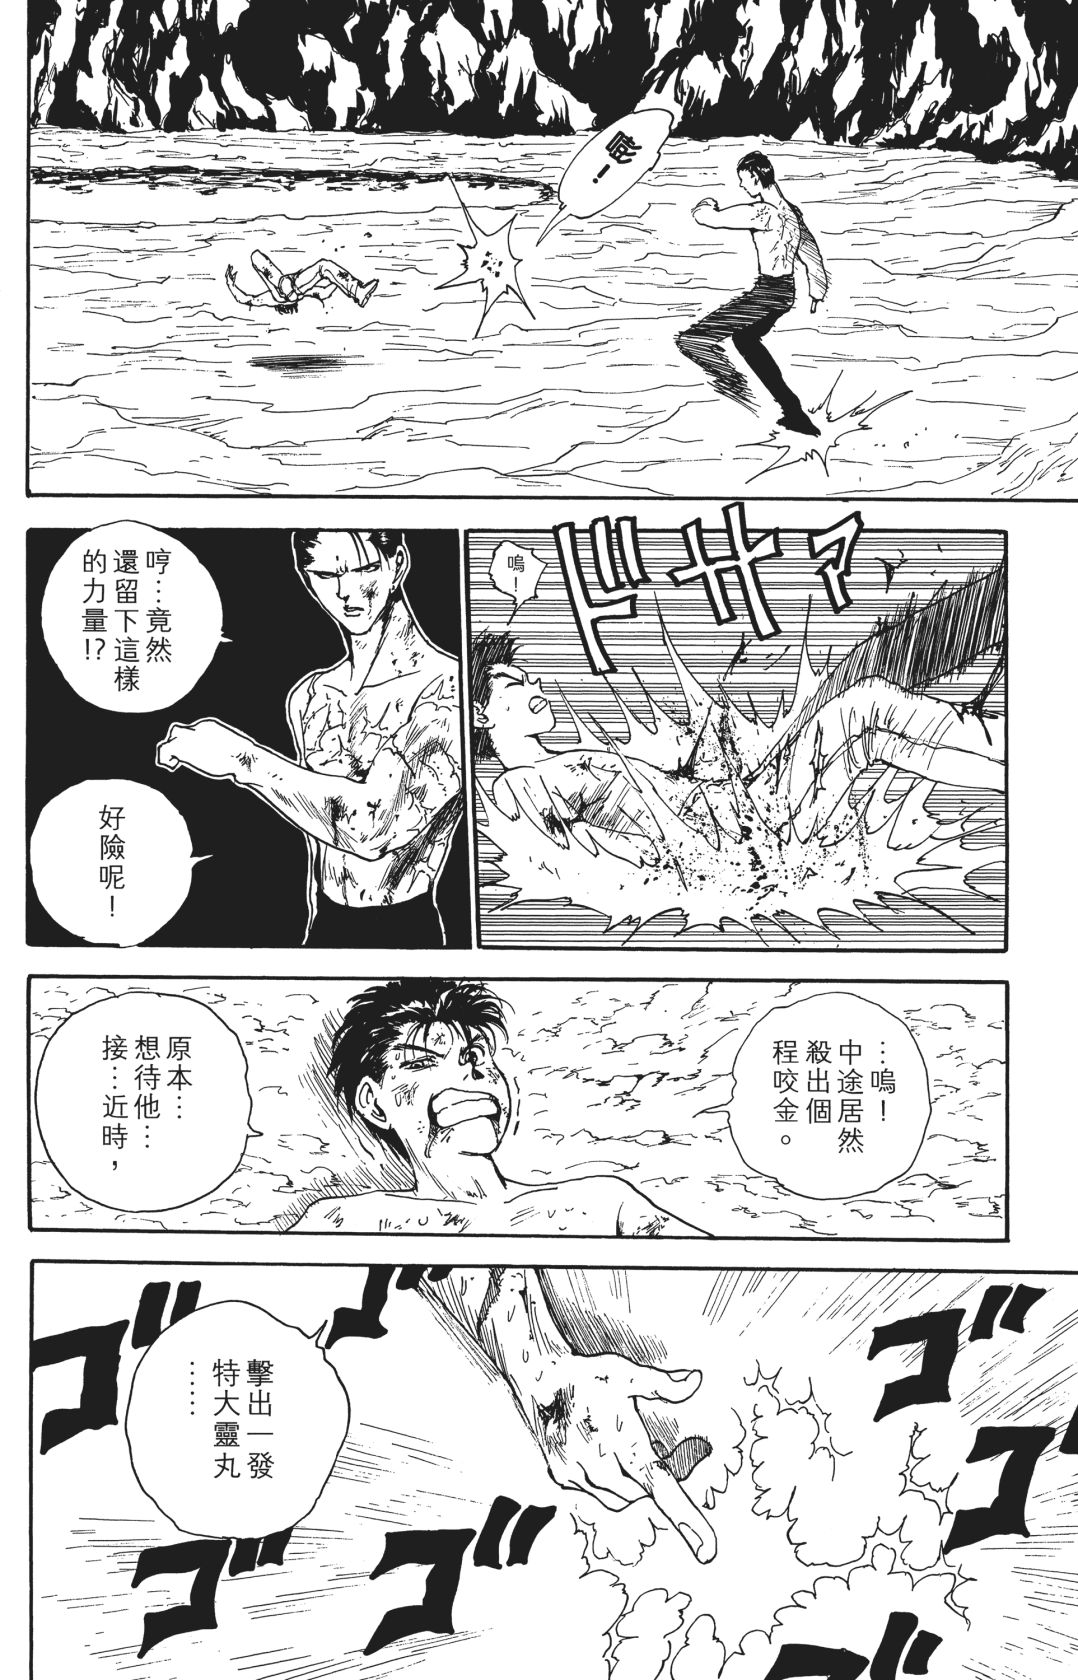 嗯！
嗚！
ドサァ
哼…竟然
還留下這樣
的力量!?
好險呢！
…嗚！
中途居然
殺出個
程咬金。
原本…
想待他…
接…近時，
ゴ
ゴ
ゴ
ゴ
ゴ
ゴ
ゴ
擊出一發
特大靈丸
……